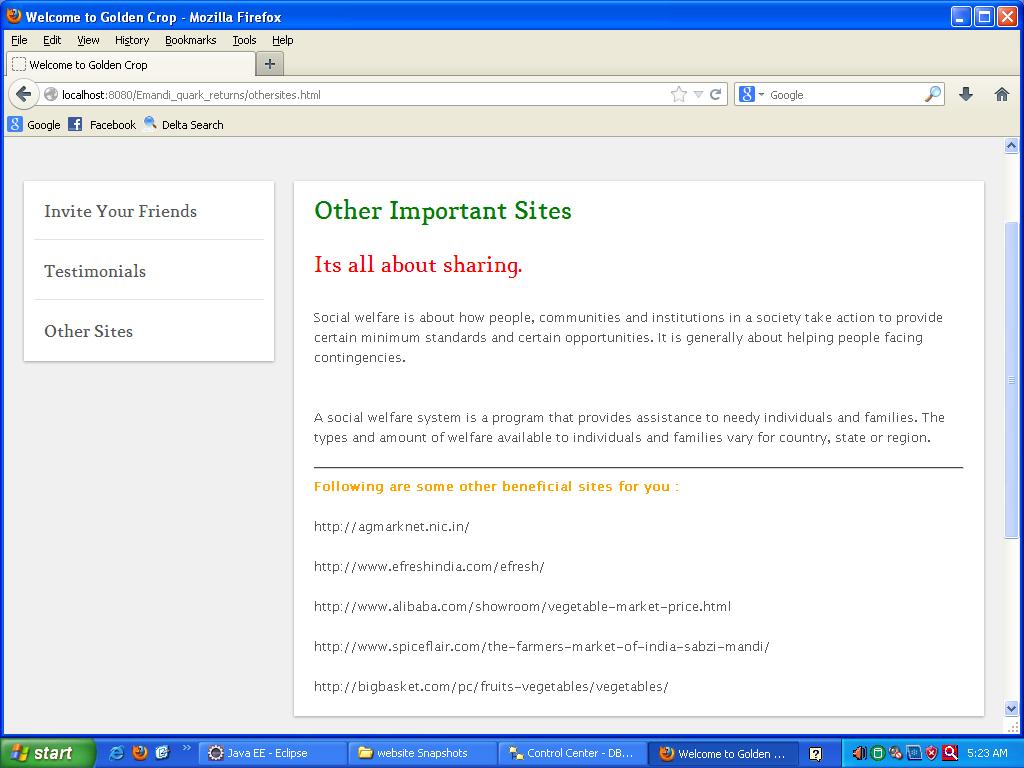 Welcome to Golden Crop - Mozilla Firefox
File Edit View History Bookmarks Tools Help
Welcome to Golden Crop
localhost:8080/Emandi_quark_returns/othersites.html
Google
Google Facebook Delta Search
Invite Your Friends
Testimonials
Other Sites
Other Important Sites
Its all about sharing.
Social welfare is about how people, communities and institutions in a society take action to provide
certain minimum standards and certain opportunities. It is generally about helping people facing
contingencies.
A social welfare system is a program that provides assistance to needy individuals and families. The
types and amount of welfare available to individuals and families vary for country, state or region.
Following are some other beneficial sites for you :
http://agmarknet.nic.in/
http://www.efreshindia.com/efresh/
http://www.alibaba.com/showroom/vegetable-market-price.html
http://www.spiceflair.com/the-farmers-market-of-india-sabzi-mandi/
http://bigbasket.com/pc/fruits-vegetables/vegetables/
start
Java EE - Eclipse
website Snapshots
Control Center - DB...
Welcome to Golden ...
5:23 AM